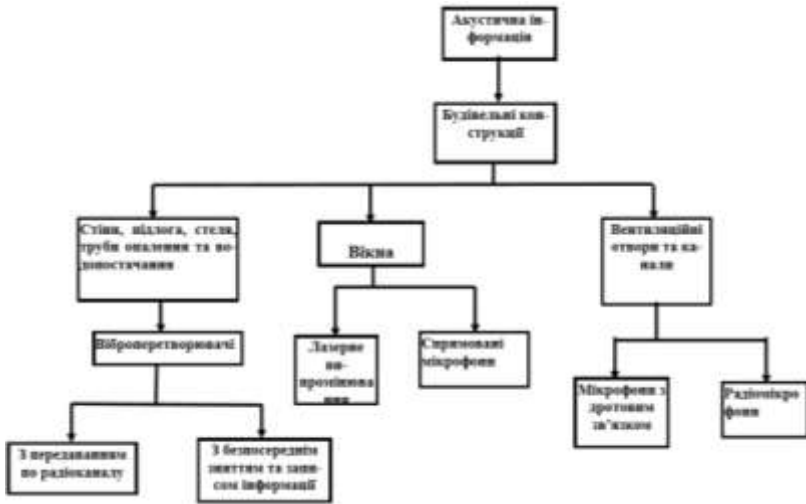 Акустична ін-
формація
Будівельні кон-
струкції
Стіни, підлога, стеля,
труби опалення та во-
допостачання
Вікна
Вентиляційні
отвори та ка-
нали
Віброперетворювачі
Лазерне
ви-
промінюва
ння
Спрямовані
мікрофони
Мікрофони з
дротовим
зв’язком
Радіомікро
фони
З передаванням
по радіоканалу
З безпосереднім
зняттям та запи-
сом інформації